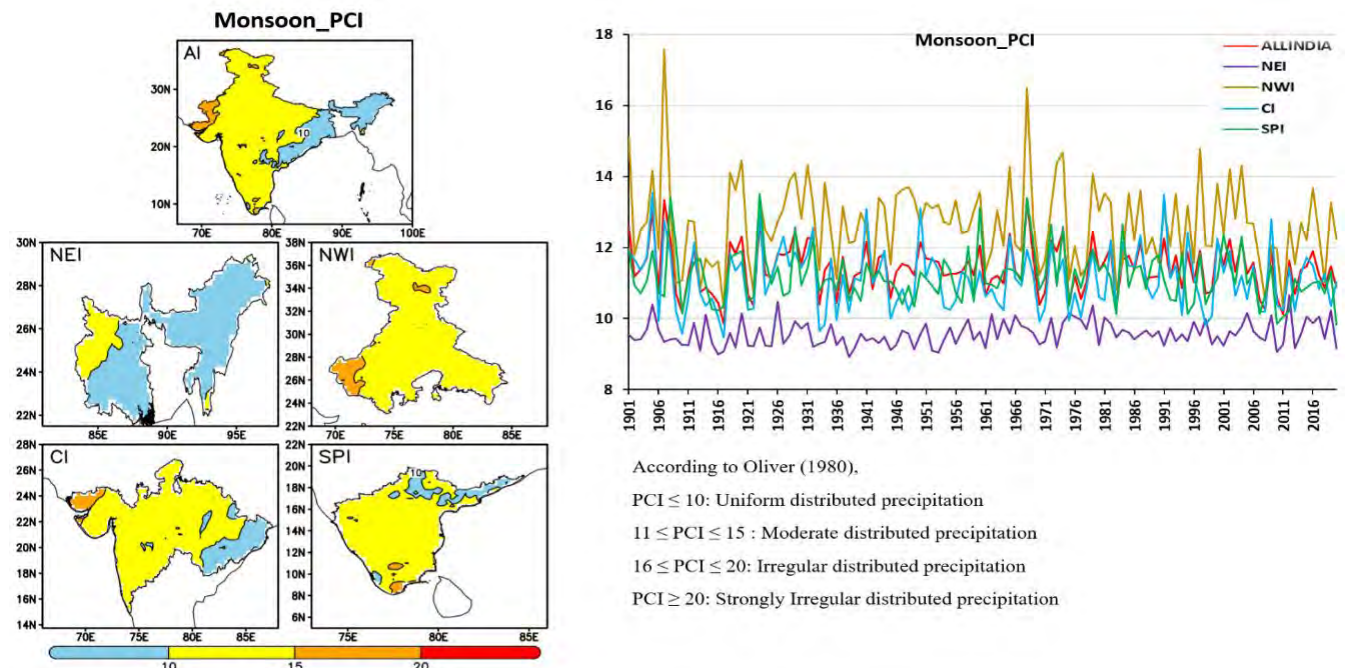 Monsoon_PCI
AI
30N
20N
10N
10
70E 80E 90E 100E
NEI
30N
28N
26N
24N
22N
85E 90E 95E
NWI
38N
36N
34N
32N
30N
28N
26N
24N
22N
70E 75E 80E 85E
CI
28N
26N
24N
22N
20N
18N
16N
14N
70E 75E 80E 85E
SPI
22N
20N
18N
16N
14N
12N
10N
8N
6N
10
75E 80E 85E
10 15 20
Monsoon_PCI
ALLINDIA
NEI
NWI
CI
SPI
18
16
14
12
10
8
1901 1906 1911 1916 1921 1926 1931 1936 1941 1946 1951 1956 1961 1966 1971 1976 1981 1986 1991 1996 2001 2006 2011 2016
According to Oliver (1980),
PCI ≤ 10: Uniform distributed precipitation
11 ≤ PCI ≤ 15 : Moderate distributed precipitation
16 ≤ PCI ≤ 20: Irregular distributed precipitation
PCI ≥ 20: Strongly Irregular distributed precipitation